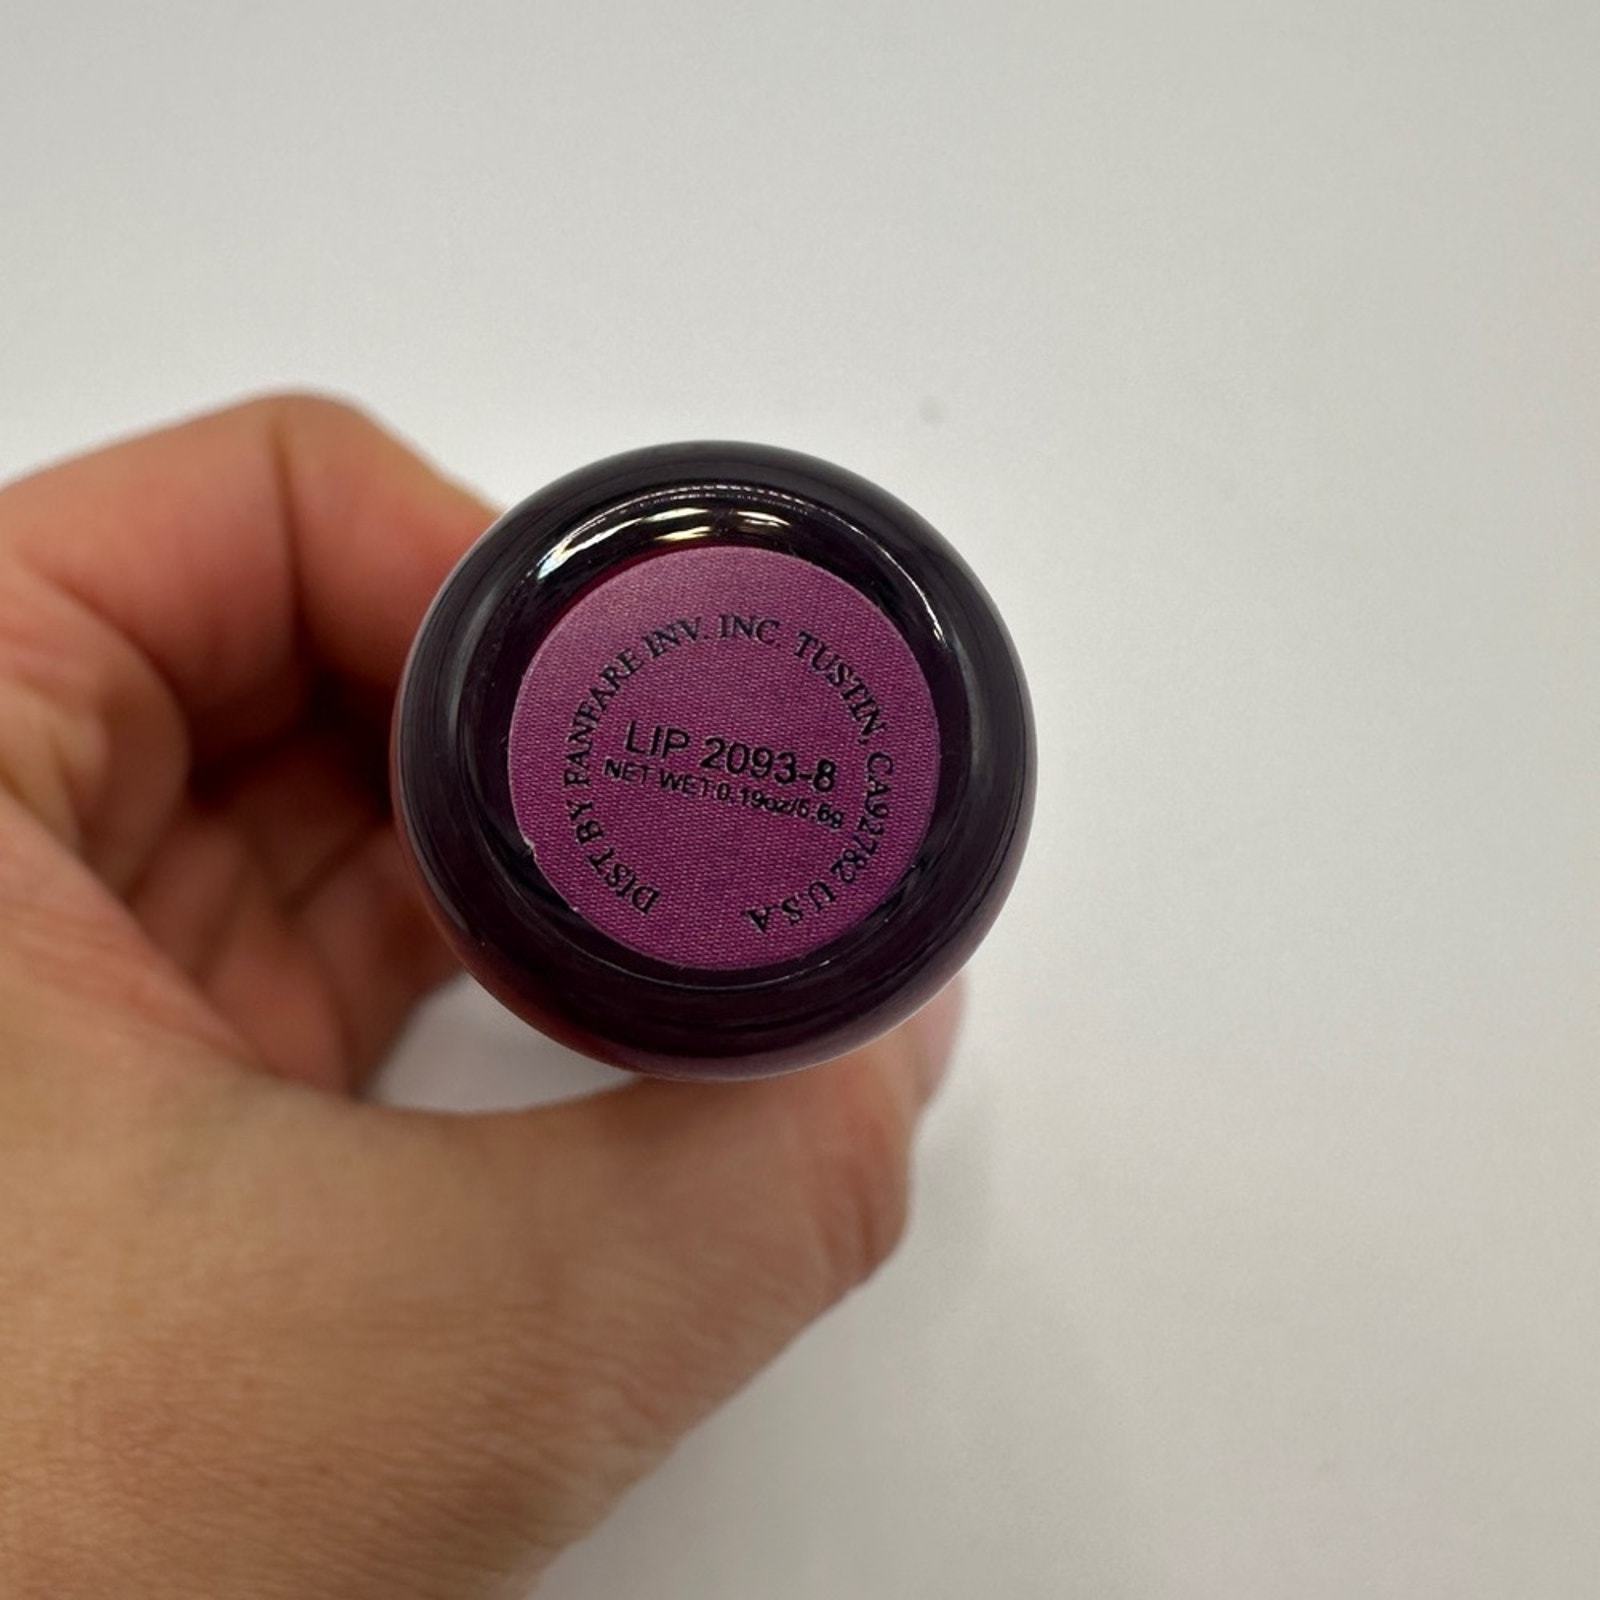 DIST BY FANFARE INV. INC. TUSTIN, CA92782 U.S.A
LIP 2093-8
NET WET 0.19oz/5.6g